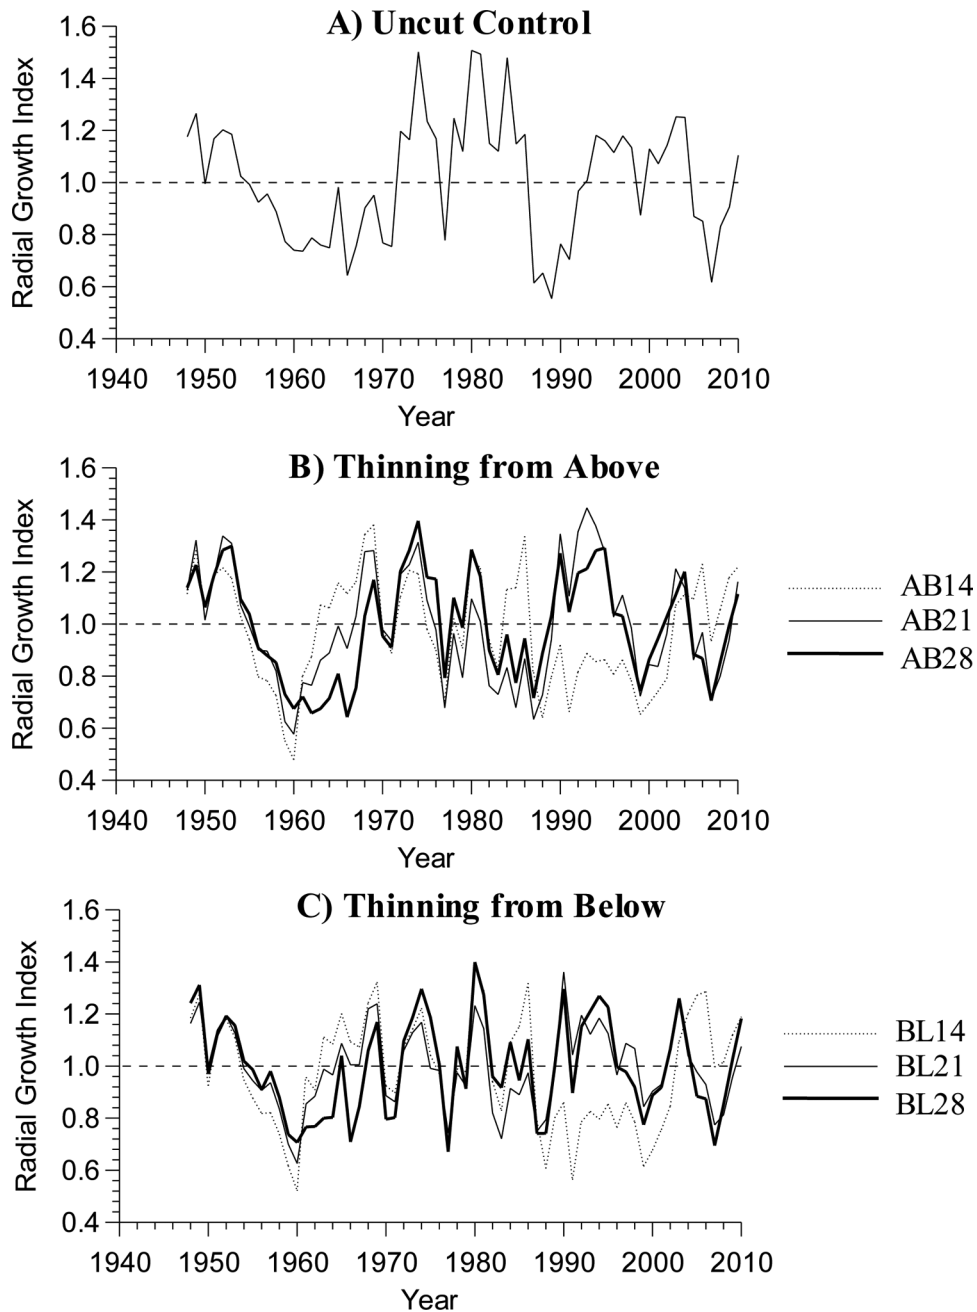 A) Uncut Control
1.6
1.4
1.2
1.0
0.8
0.6
0.4
Radial Growth Index
1940 1950 1960 1970 1980 1990 2000 2010
Year
B) Thinning from Above
1.6
1.4
1.2
1.0
0.8
0.6
0.4
Radial Growth Index
AB14
AB21
AB28
1940 1950 1960 1970 1980 1990 2000 2010
Year
C) Thinning from Below
1.6
1.4
1.2
1.0
0.8
0.6
0.4
Radial Growth Index
BL14
BL21
BL28
1940 1950 1960 1970 1980 1990 2000 2010
Year